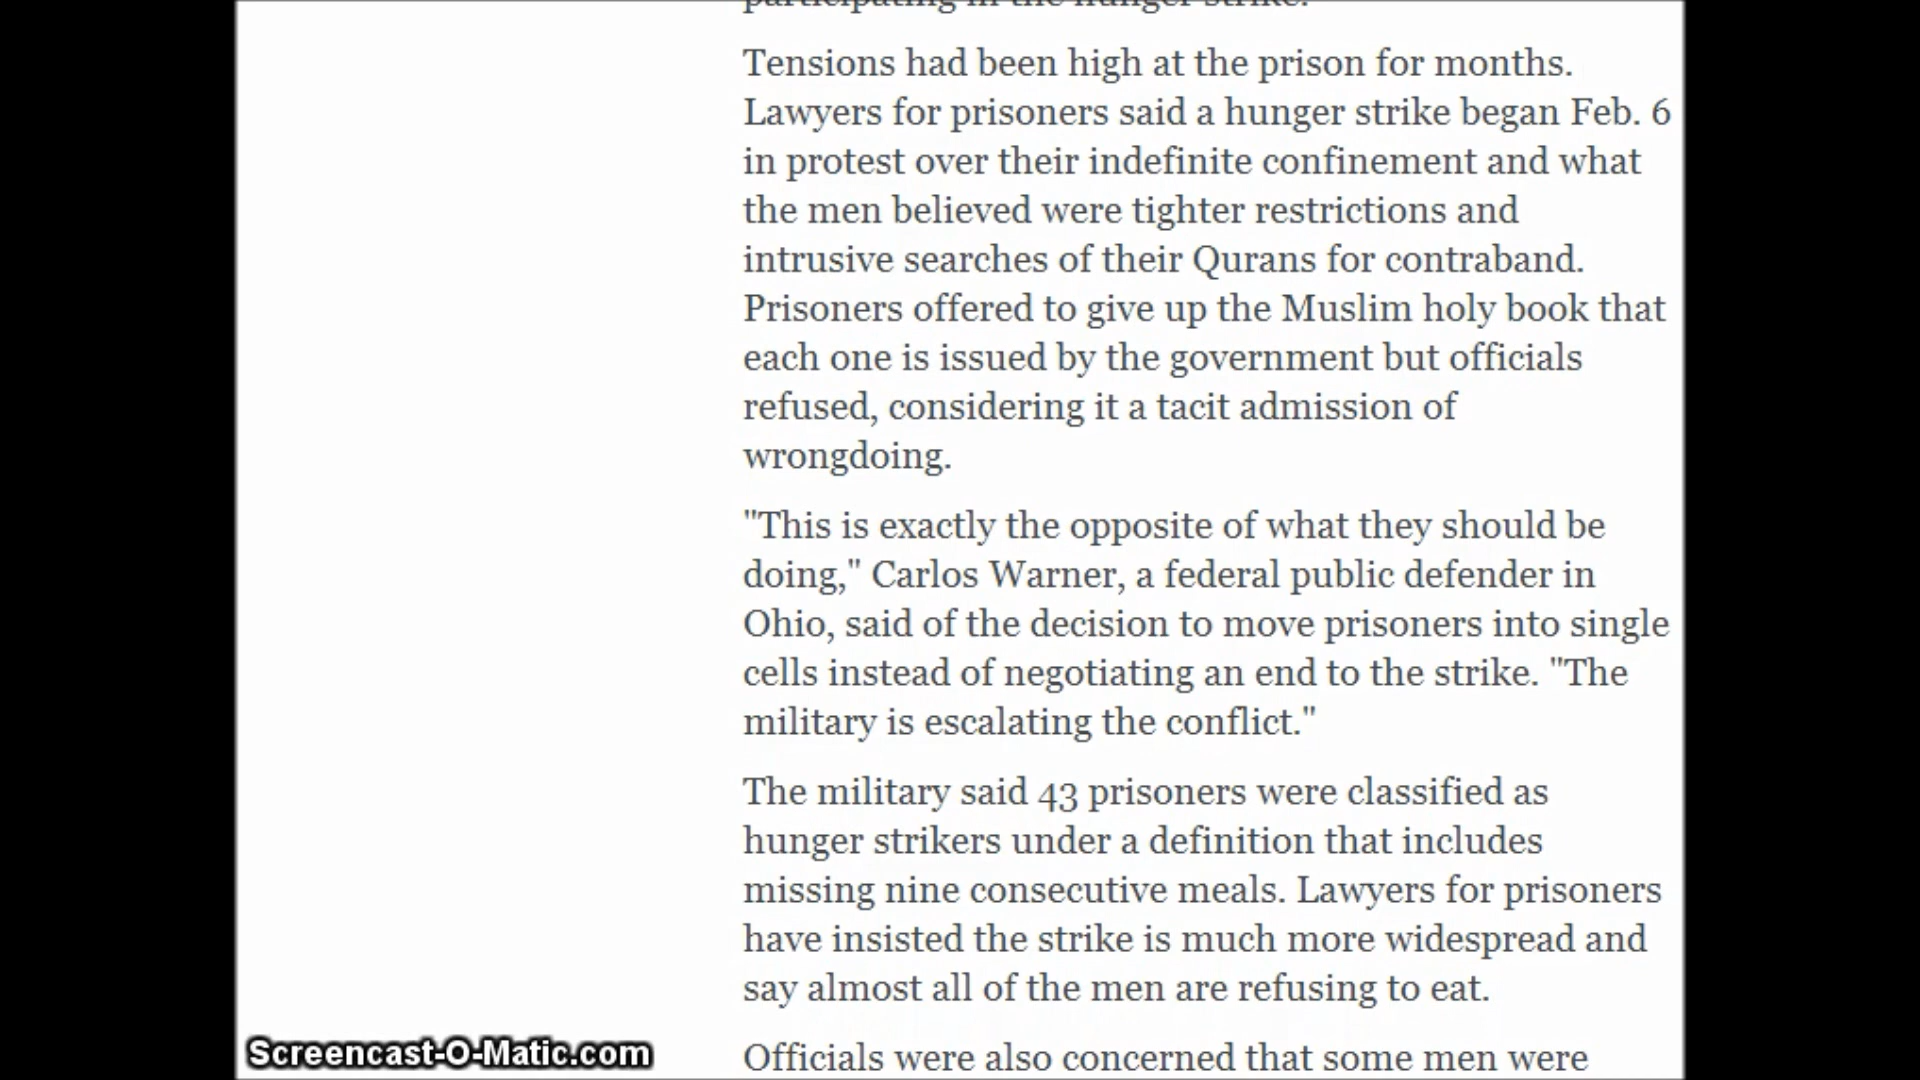 participating in the hunger strike.
Tensions had been high at the prison for months.
Lawyers for prisoners said a hunger strike began Feb. 6
in protest over their indefinite confinement and what
the men believed were tighter restrictions and
intrusive searches of their Qurans for contraband.
Prisoners offered to give up the Muslim holy book that
each one is issued by the government but officials
refused, considering it a tacit admission of
wrongdoing.
"This is exactly the opposite of what they should be
doing," Carlos Warner, a federal public defender in
Ohio, said of the decision to move prisoners into single
cells instead of negotiating an end to the strike. "The
military is escalating the conflict."
The military said 43 prisoners were classified as
hunger strikers under a definition that includes
missing nine consecutive meals. Lawyers for prisoners
have insisted the strike is much more widespread and
say almost all of the men are refusing to eat.
Officials were also concerned that some men were
Screencast-O-Matic.com